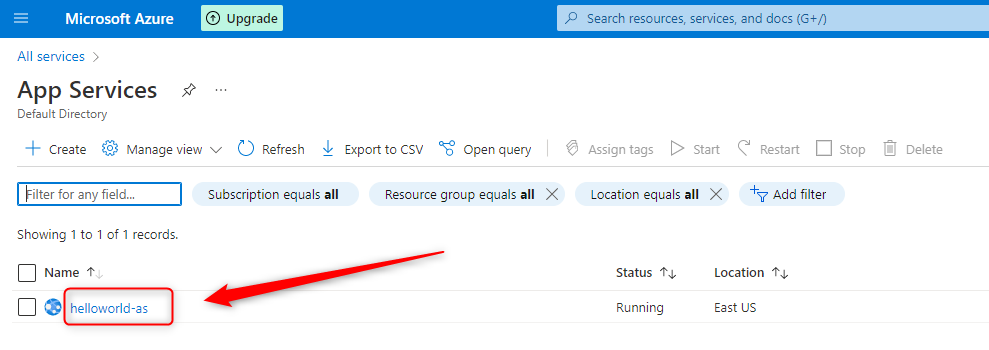 Microsoft Azure Upgrade Search resources, services, and docs (G+/)
All services
App Services ...
Default Directory
Create Manage view Refresh Export to CSV Open query Assign tags Start Restart Stop Delete
Filter for any field... Subscription equals all Resource group equals all Location equals all Add filter
Showing 1 to 1 of 1 records.
Name Status Location
helloworld-as Running East US